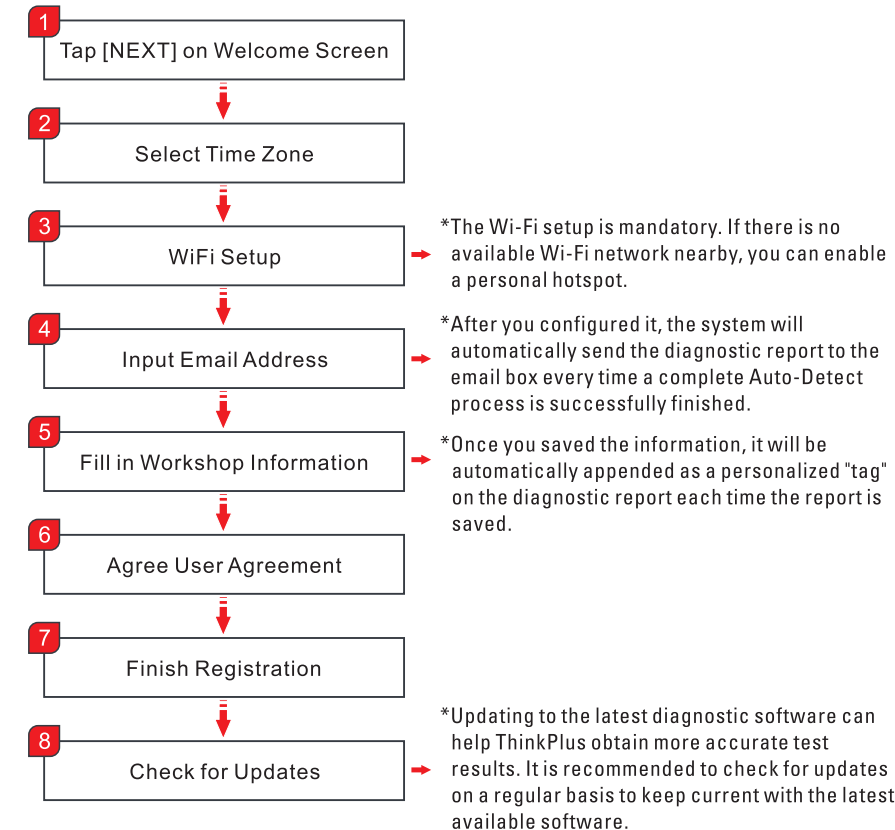 1
Tap [NEXT] on Welcome Screen
2
Select Time Zone
3
WiFi Setup
*The Wi-Fi setup is mandatory. If there is no
available Wi-Fi network nearby, you can enable
a personal hotspot.
4
Input Email Address
*After you configured it, the system will
automatically send the diagnostic report to the
email box every time a complete Auto-Detect
process is successfully finished.
5
Fill in Workshop Information
*Once you saved the information, it will be
automatically appended as a personalized "tag"
on the diagnostic report each time the report is
saved.
6
Agree User Agreement
7
Finish Registration
8
Check for Updates
*Updating to the latest diagnostic software can
help ThinkPlus obtain more accurate test
results. It is recommended to check for updates
on a regular basis to keep current with the latest
available software.